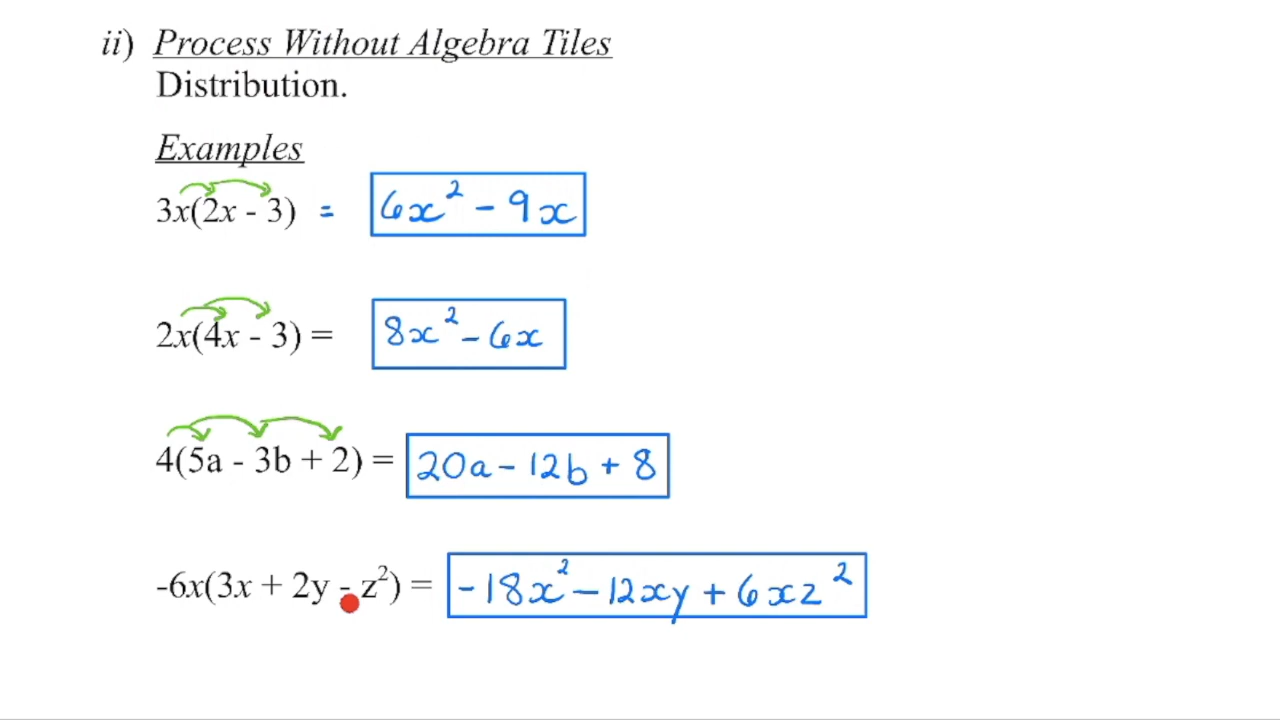 ii) Process Without Algebra Tiles
Distribution.
Examples
3x(2x - 3) = 6x² - 9x
2x(4x - 3) = 8x² - 6x
4(5a - 3b + 2) = 20a - 12b + 8
-6x(3x + 2y - z²) = -18x² - 12xy + 6xz²